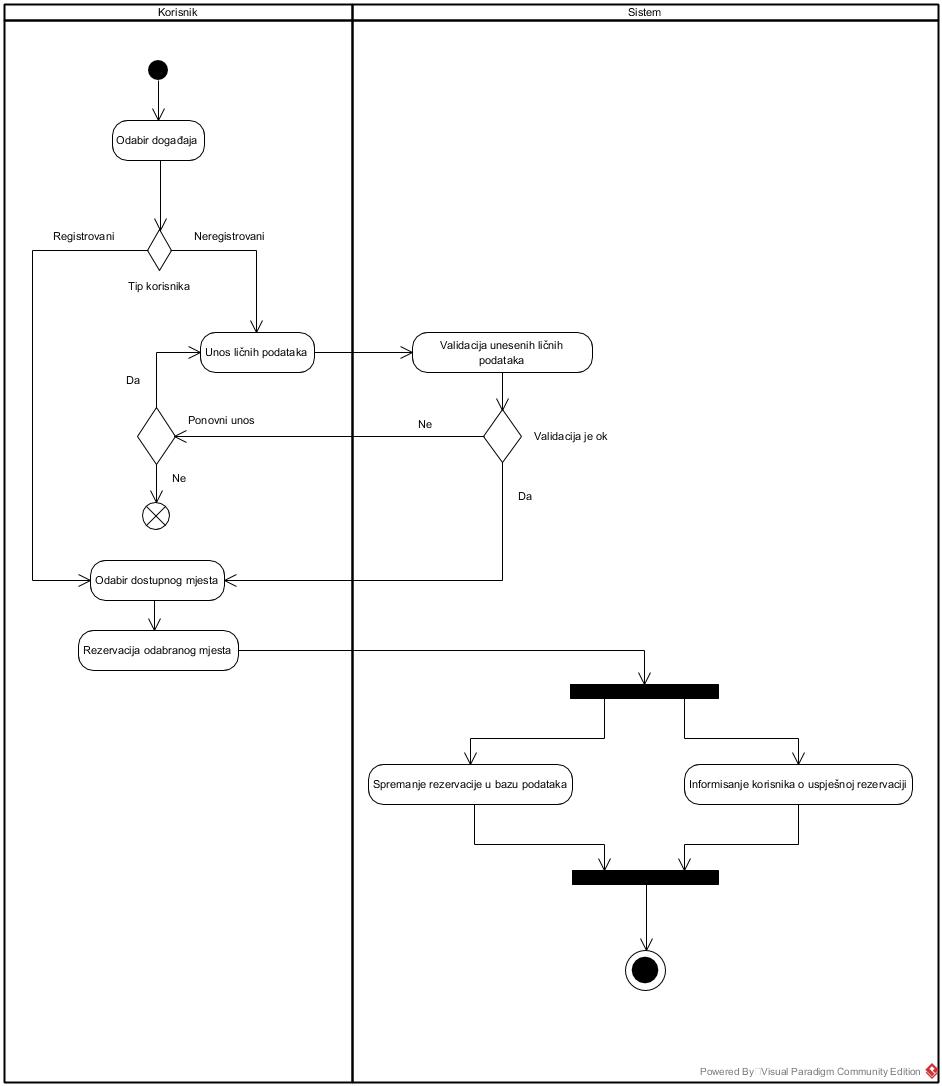 Korisnik
Sistem
Odabir događaja
Registrovani
Neregistrovani
Tip korisnika
Unos ličnih podataka
Validacija unesenih ličnih
podataka
Da
Ponovni unos
Ne
Validacija je ok
Ne
Da
Odabir dostupnog mjesta
Rezervacija odabranog mjesta
Spremanje rezervacije u bazu podataka
Informisanje korisnika o uspješnoj rezervaciji
Powered By Visual Paradigm Community Edition